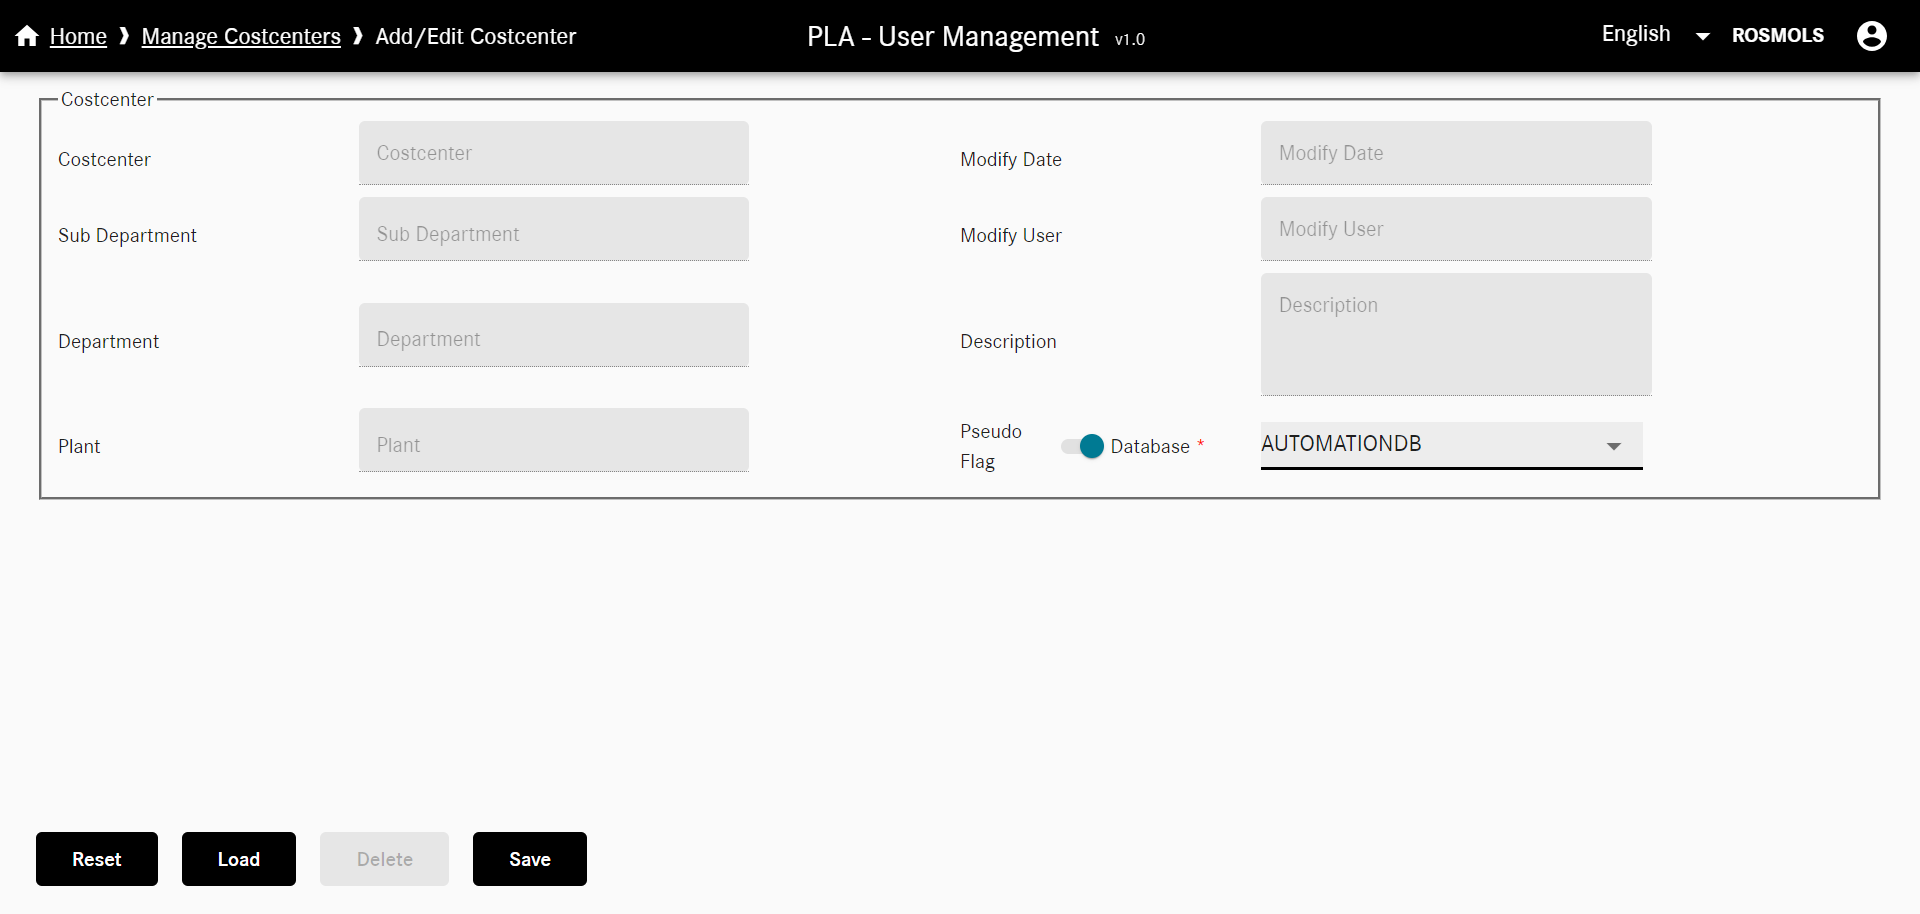 Home ❱ Manage Costcenters ❱ Add/Edit Costcenter
PLA - User Management v1.0
English
ROSMOLS
Costcenter
Costcenter
Costcenter
Modify Date
Modify Date
Sub Department
Sub Department
Modify User
Modify User
Department
Department
Description
Description
Plant
Plant
Pseudo
Flag
Database *
AUTOMATIONDB
Reset
Load
Delete
Save